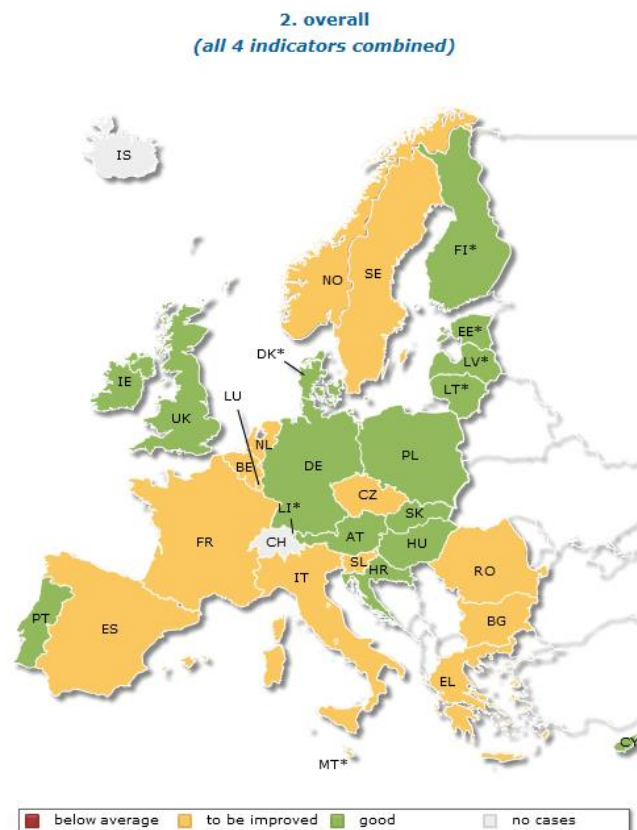 2. overall
(all 4 indicators combined)
IS
FI*
NO
SE
EE*
DK*
LV*
IE
LT*
LU
UK
NL
DE
PL
BE
CZ
LI*
SK
AT
FR
CH
HU
SL
HR
RO
IT
PT
ES
BG
EL
CY
MT*
below average to be improved good no cases